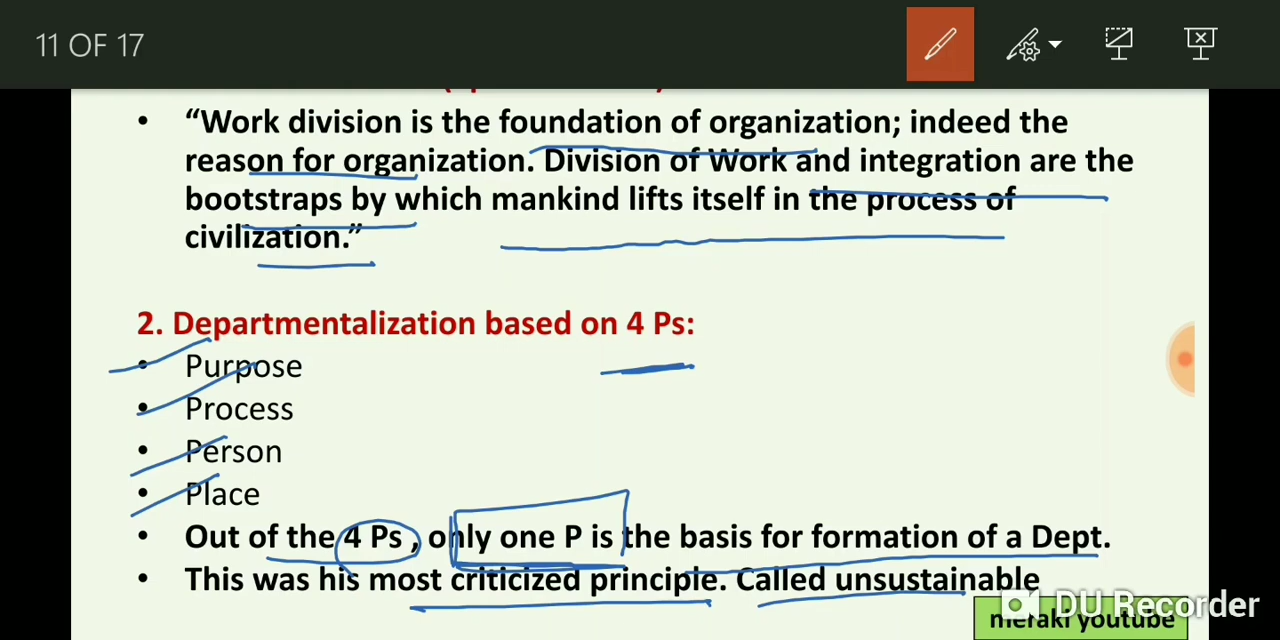 11 OF 17
“Work division is the foundation of organization; indeed the
reason for organization. Division of Work and integration are the
bootstraps by which mankind lifts itself in the process of
civilization.”
2. Departmentalization based on 4 Ps:
• Purpose
• Process
• Person
• Place
• Out of the 4 Ps , only one P is the basis for formation of a Dept.
• This was his most criticized principle. Called unsustainable
DU Recorder
meraki youtube